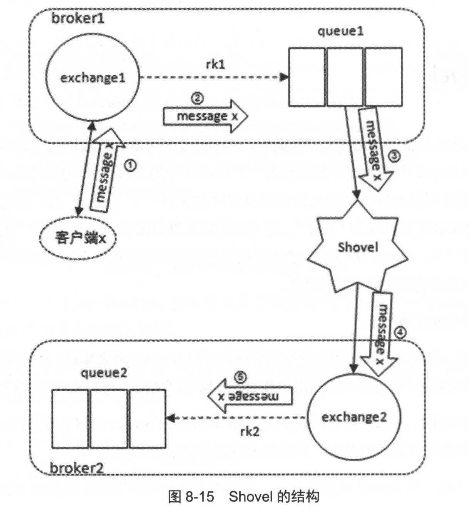 broker1
queue1
exchange1
rk1
② message x
message x ①
message x ③
客户端x
Shovel
message x ④
queue2
⑤ message x
exchange2
rk2
broker2
图 8-15 Shovel 的结构